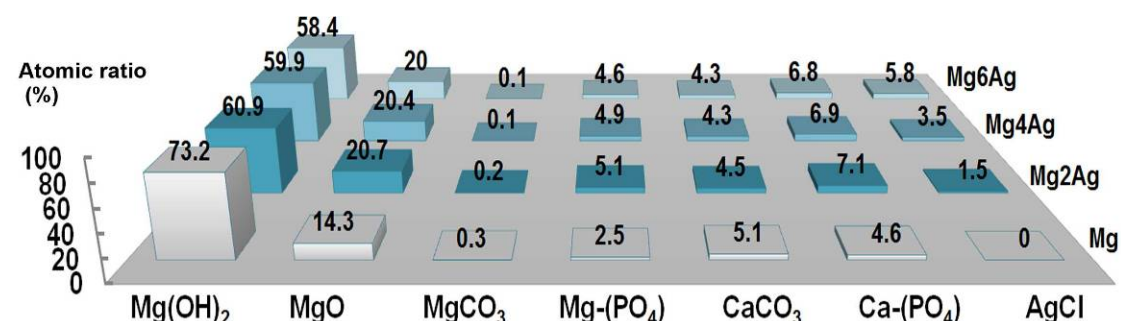 Atomic ratio
(%)
58.4 20 0.1 4.6 4.3 6.8 5.8 Mg6Ag
59.9 20.4 0.1 4.9 4.3 6.9 3.5 Mg4Ag
60.9 20.7 0.2 5.1 4.5 7.1 1.5 Mg2Ag
73.2 14.3 0.3 2.5 5.1 4.6 0 Mg
100
80
60
40
20
0
Mg(OH)₂ MgO MgCO₃ Mg-(PO₄) CaCO₃ Ca-(PO₄) AgCl